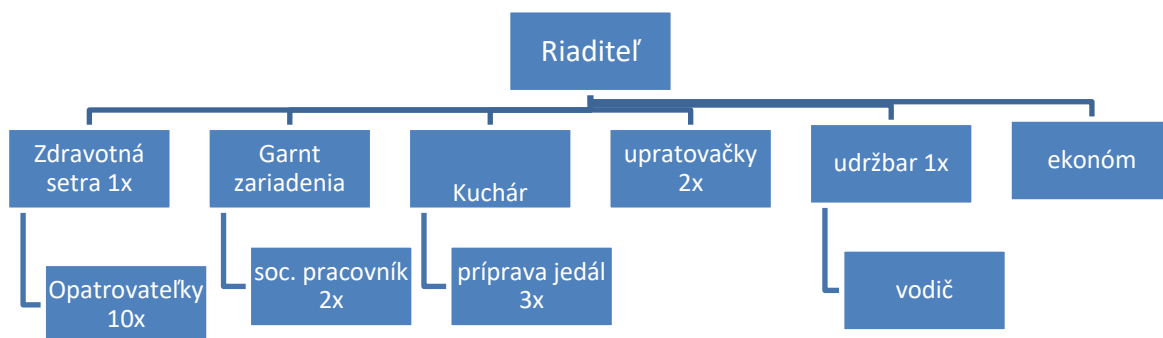 Riaditeľ
Zdravotná
setra 1x
Garnt
zariadenia
Kuchár
upratovačky
2x
udržbar 1x
ekonóm
Opatrovateľky
10x
soc. pracovník
2x
príprava jedál
3x
vodič